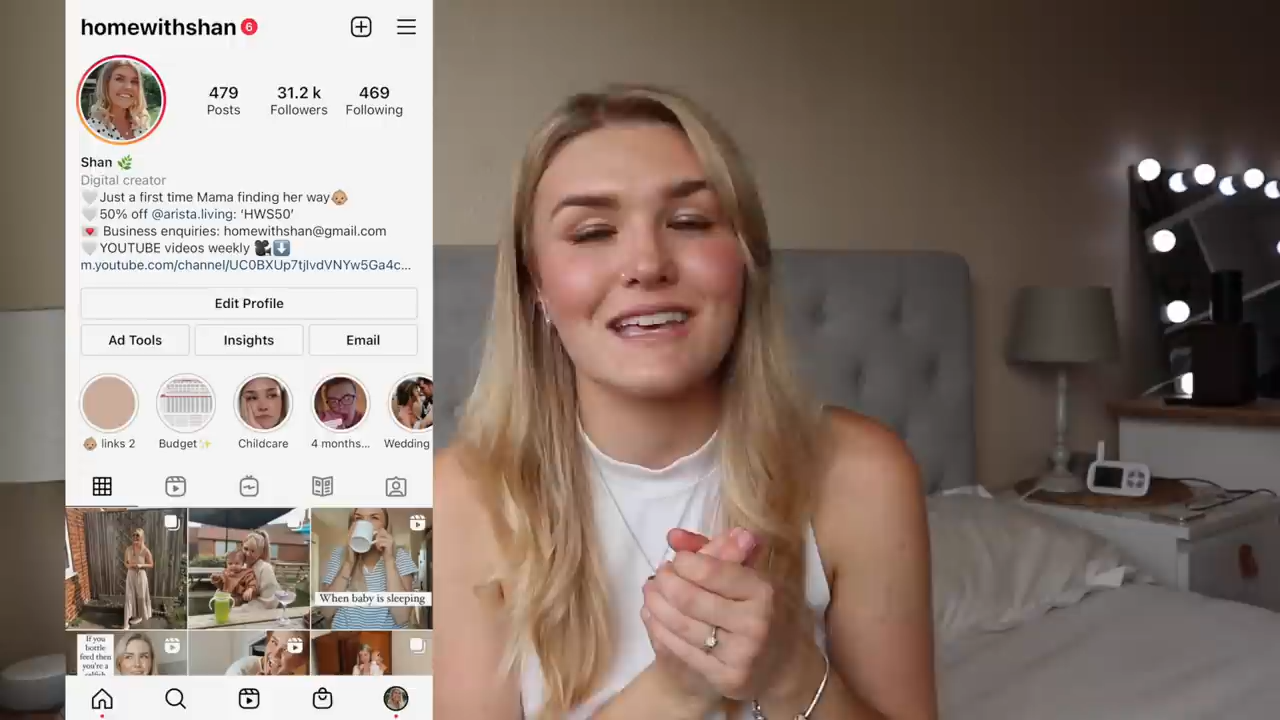 homewithshan 6
479 31.2 k 469
Posts Followers Following
Shan 🌿
Digital creator
🤍Just a first time Mama finding her way👶🏼
🤍50% off @arista.living: ‘HWS50’
💌 Business enquiries: homewithshan@gmail.com
🤍YOUTUBE videos weekly 🎥⬇️
m.youtube.com/channel/UC0BXUp7tjlvdVNYw5Ga4c...
Edit Profile
Ad Tools Insights Email
👶🏼 links 2 Budget✨ Childcare 4 months... Wedding
When baby is sleeping
If you
bottle
feed then
you're a
selfish